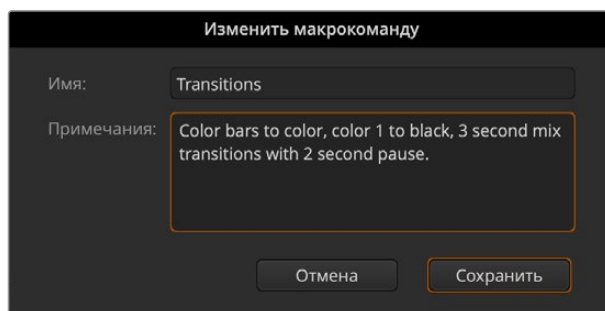 Изменить макрокоманду
Имя:
Transitions
Примечания:
Color bars to color, color 1 to black, 3 second mix
transitions with 2 second pause.
Отмена
Сохранить